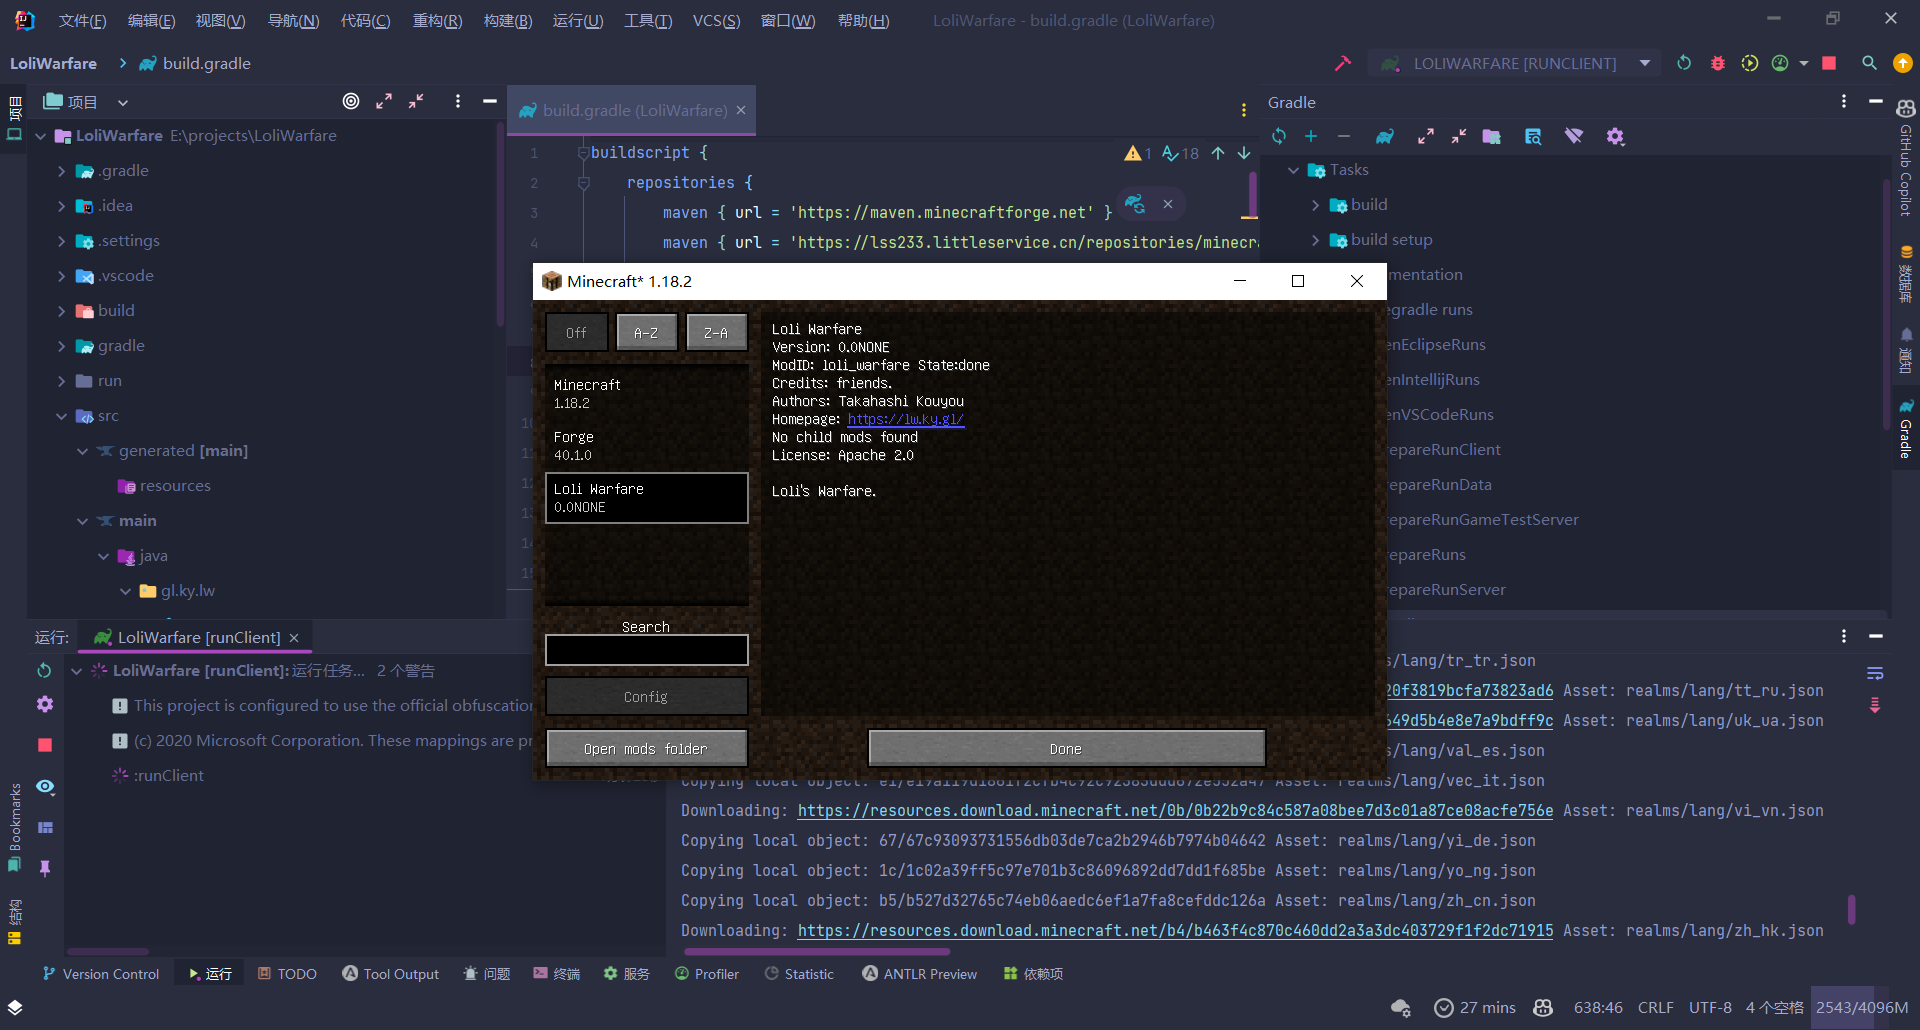 文件(F) 编辑(E) 视图(V) 导航(N) 代码(C) 重构(R) 构建(B) 运行(U) 工具(T) VCS(S) 窗口(W) 帮助(H) LoliWarfare - build.gradle (LoliWarfare)
LoliWarfare build.gradle LOLIWARFARE [RUNCLIENT]
项目
项目
LoliWarfare E:\projects\LoliWarfare
.gradle
.idea
.settings
.vscode
build
gradle
run
src
generated [main]
resources
main
java
gl.ky.lw
build.gradle (LoliWarfare)
1 buildscript {
2 repositories {
3 maven { url = 'https://maven.minecraftforge.net' }
4 maven { url = 'https://lss233.littleservice.cn/repositories/minecr
1 18
Gradle
Tasks
build
build setup
mentation
egradle runs
enEclipseRuns
enIntellijRuns
enVSCodeRuns
epareRunClient
epareRunData
epareRunGameTestServer
epareRuns
epareRunServer
GitHub Copilot
数据库
通知
Gradle
Minecraft* 1.18.2
Off A-Z Z-A
Minecraft
1.18.2
Forge
40.1.0
Loli Warfare
0.0NONE
Search
Config
Open mods folder
Loli Warfare
Version: 0.0NONE
ModID: loli_warfare State:done
Credits: friends.
Authors: Takahashi Kouyou
Homepage: https://lw.ky.gl/
No child mods found
License: Apache 2.0
Loli's Warfare.
Done
运行: LoliWarfare [runClient]
LoliWarfare [runClient]: 运行任务... 2 个警告
This project is configured to use the official obfuscation
(c) 2020 Microsoft Corporation. These mappings are pr
:runClient
s/lang/tr_tr.json
20f3819bcfa73823ad6 Asset: realms/lang/tt_ru.json
649d5b4e8e7a9bdff9c Asset: realms/lang/uk_ua.json
s/lang/val_es.json
s/lang/vec_it.json
Downloading: https://resources.download.minecraft.net/0b/0b22b9c84c587a08bee7d3c01a87ce08acfe756e Asset: realms/lang/vi_vn.json
Copying local object: 67/67c93093731556db03de7ca2b2946b7974b04642 Asset: realms/lang/yi_de.json
Copying local object: 1c/1c02a39ff5c97e701b3c86096892dd7dd1f685be Asset: realms/lang/yo_ng.json
Copying local object: b5/b527d32765c74eb06aedc6ef1a7fa8cefddc126a Asset: realms/lang/zh_cn.json
Downloading: https://resources.download.minecraft.net/b4/b463f4c870c460dd2a3a3dc403729f1f2dc71915 Asset: realms/lang/zh_hk.json
Bookmarks
结构
Version Control 运行 TODO Tool Output 问题 终端 服务 Profiler Statistic ANTLR Preview 依赖项
27 mins 638:46 CRLF UTF-8 4 个空格 2543/4096M